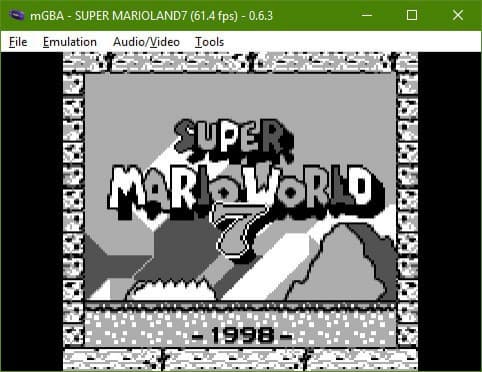 mGBA - SUPER MARIOLAND7 (61.4 fps) - 0.6.3
File Emulation Audio/Video Tools
SUPER
MARIO WORLD
7
- 1998 -